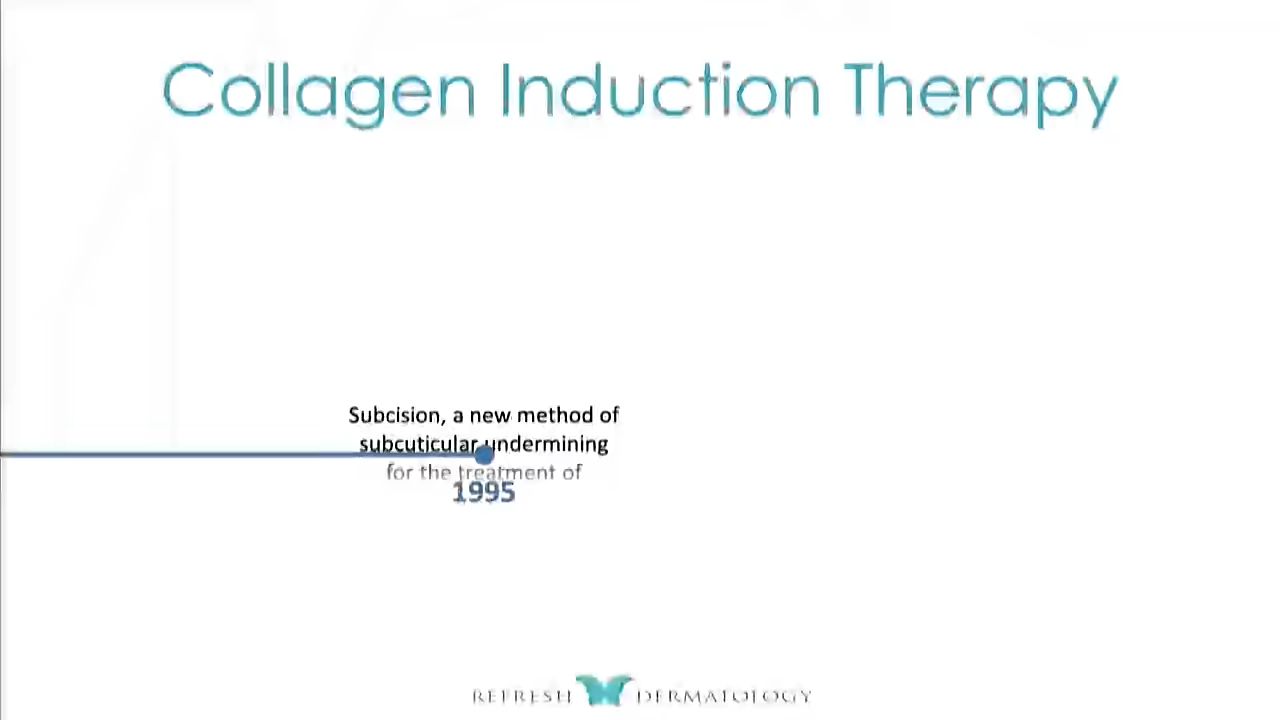 Collagen Induction Therapy
Subcision, a new method of
subcuticular undermining
for the treatment of
1995
REFRESH DERMATOLOGY